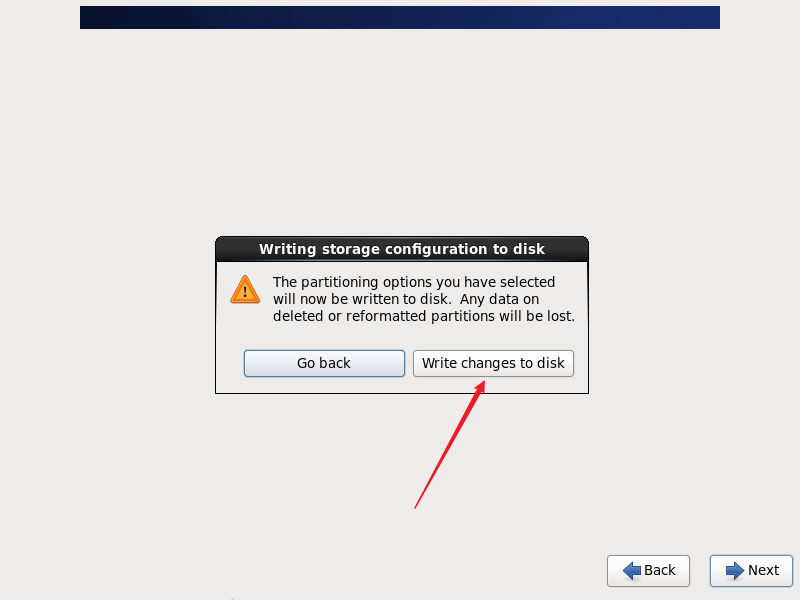 Writing storage configuration to disk
The partitioning options you have selected
will now be written to disk.  Any data on
deleted or reformatted partitions will be lost.
Go back
Write changes to disk
Back
Next